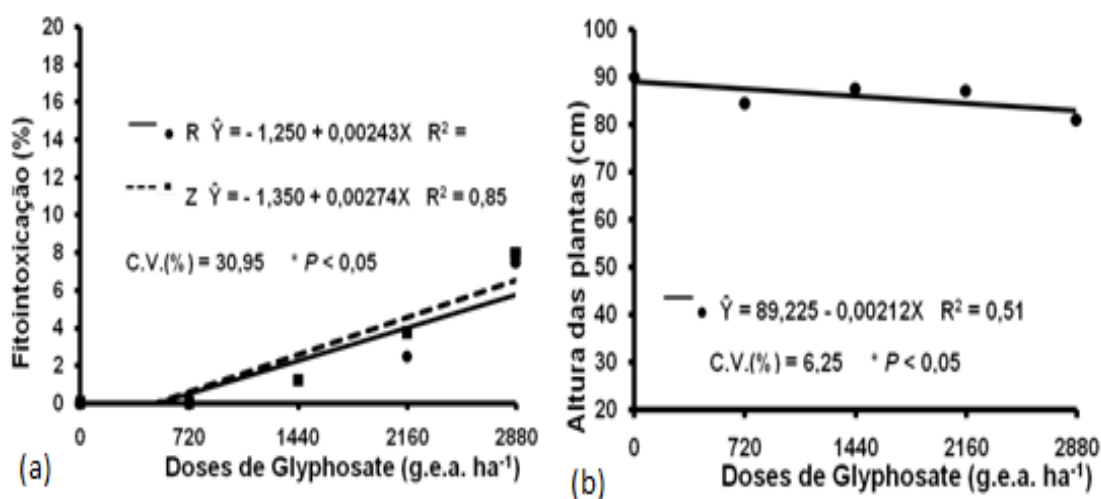 Fitointoxicação (%)
20
18
16
14
12
10
8
6
4
2
0
R Ŷ = - 1,250 + 0,00243X R² =
Z Ŷ = - 1,350 + 0,00274X R² = 0,85
C.V.(%) = 30,95 * P < 0,05
0 720 1440 2160 2880
(a) Doses de Glyphosate (g.e.a. ha⁻¹)
Altura das plantas (cm)
100
90
80
70
60
50
40
30
20
Ŷ = 89,225 - 0,00212X R² = 0,51
C.V.(%) = 6,25 * P < 0,05
0 720 1440 2160 2880
(b) Doses de Glyphosate (g.e.a. ha⁻¹)